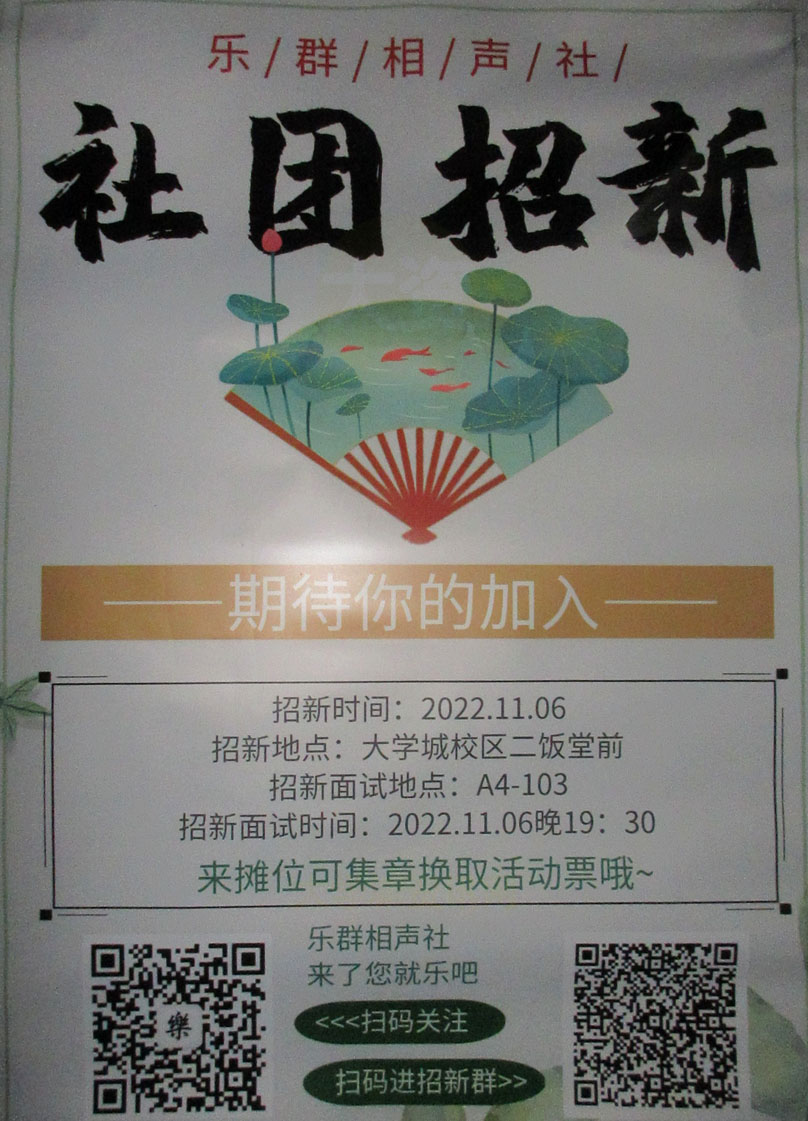 乐/群/相/声/社/
社团招新
——期待你的加入——
招新时间：2022.11.06
招新地点：大学城校区二饭堂前
招新面试地点：A4-103
招新面试时间：2022.11.06晚19：30
来摊位可集章换取活动票哦~
乐群相声社
来了您就乐吧
樂
<<<扫码关注
扫码进招新群>>